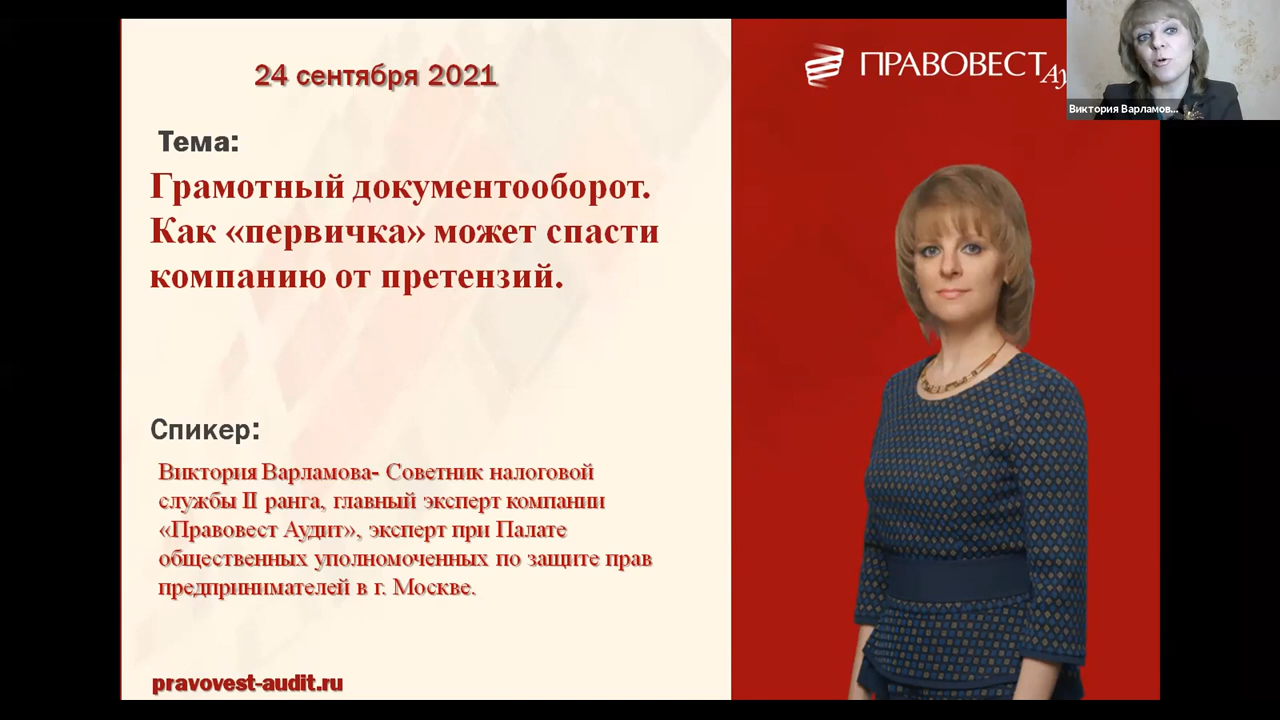 24 сентября 2021
ПРАВОВЕСТ
Виктория Варламов...
Тема:
Грамотный документооборот.
Как «первичка» может спасти
компанию от претензий.
Спикер:
Виктория Варламова- Советник налоговой
службы II ранга, главный эксперт компании
«Правовест Аудит», эксперт при Палате
общественных уполномоченных по защите прав
предпринимателей в г. Москве.
pravovest-audit.ru